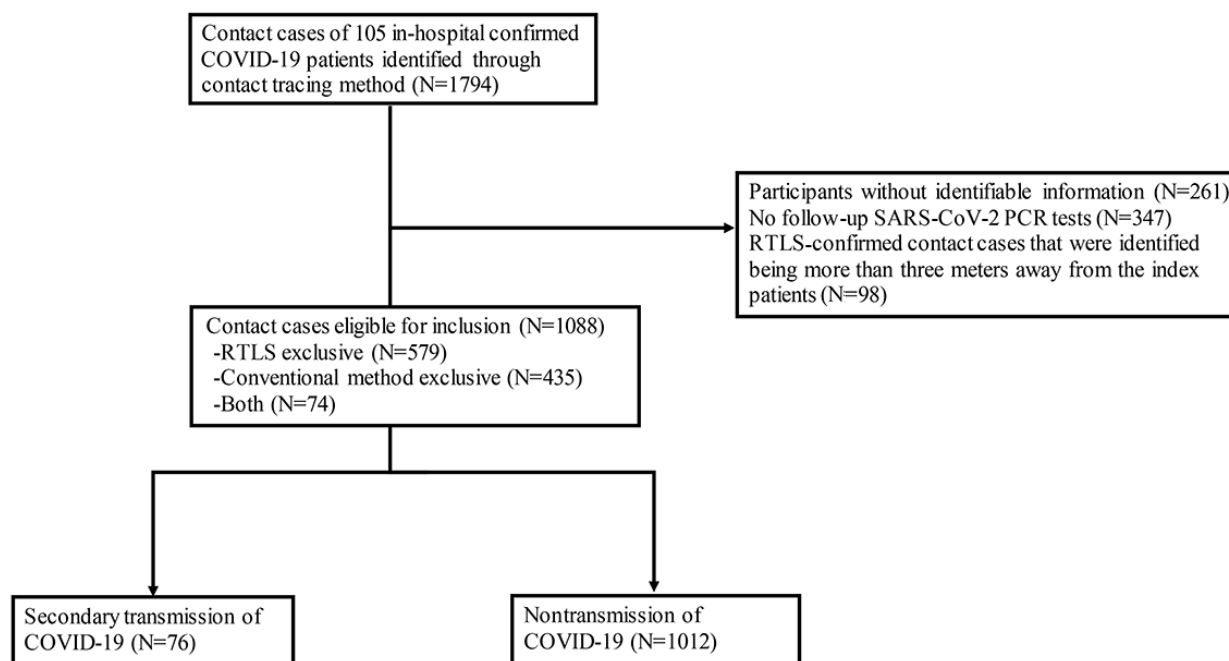 Contact cases of 105 in-hospital confirmed
COVID-19 patients identified through
contact tracing method (N=1794)
Participants without identifiable information (N=261)
No follow-up SARS-CoV-2 PCR tests (N=347)
RTLS-confirmed contact cases that were identified
being more than three meters away from the index
patients (N=98)
Contact cases eligible for inclusion (N=1088)
-RTLS exclusive (N=579)
-Conventional method exclusive (N=435)
-Both (N=74)
Secondary transmission of
COVID-19 (N=76)
Nontransmission of
COVID-19 (N=1012)